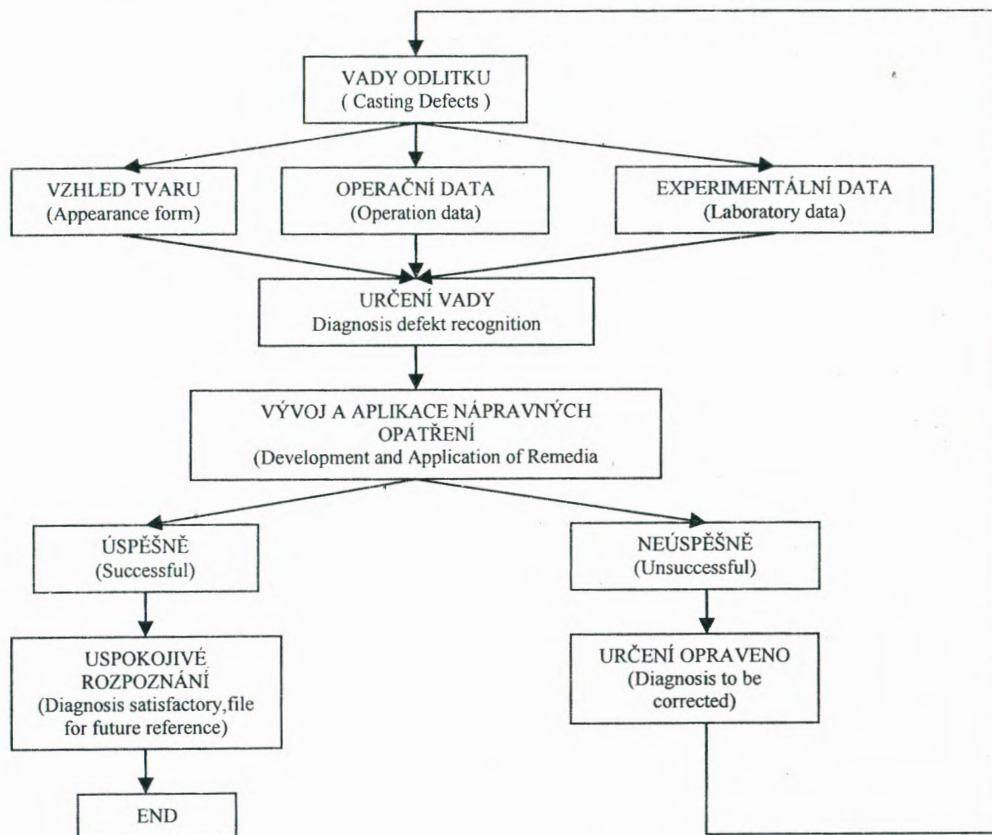 VADY ODLITKU
( Casting Defects )
VZHLED TVARU
(Appearance form)
OPERAČNÍ DATA
(Operation data)
EXPERIMENTÁLNÍ DATA
(Laboratory data)
URČENÍ VADY
Diagnosis defekt recognition
VÝVOJ A APLIKACE NÁPRAVNÝCH
OPATŘENÍ
(Development and Application of Remedia
ÚSPĚŠNĚ
(Successful)
NEÚSPĚŠNĚ
(Unsuccessful)
USPOKOJIVÉ
ROZPOZNÁNÍ
(Diagnosis satisfactory,file
for future reference)
URČENÍ OPRAVENO
(Diagnosis to be
corrected)
END